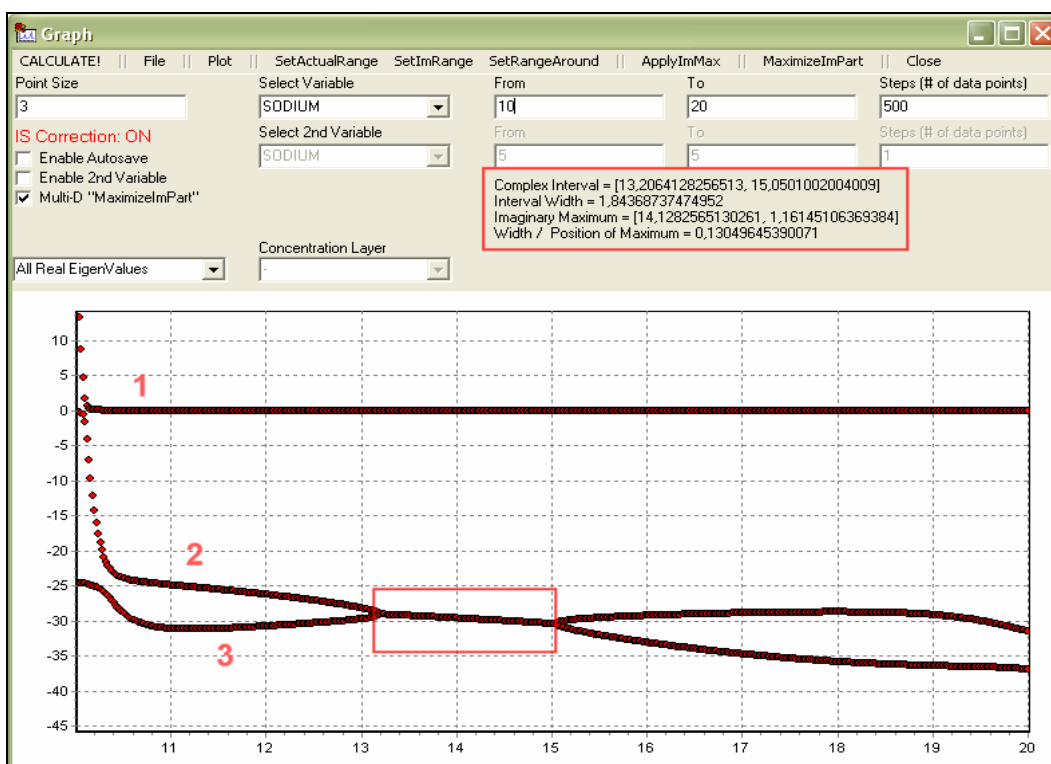 Graph
CALCULATE! || File || Plot || SetActualRange SetImRange SetRangeAround || ApplyImMax || MaximizeImPart || Close
Point Size Select Variable From To Steps (# of data points)
3 SODIUM 10 20 500
IS Correction: ON Select 2nd Variable From To Steps (# of data points)
Enable Autosave SODIUM 5 5 1
Enable 2nd Variable
Multi-D "MaximizeImPart"
Complex Interval = [13,2064128256513, 15,0501002004009]
Interval Width = 1,84368737474952
Imaginary Maximum = [14,1282565130261, 1,16145106369384]
Width / Position of Maximum = 0,13049645390071
Concentration Layer
All Real EigenValues -
10
5
0
-5
-10
-15
-20
-25
-30
-35
-40
-45
1
2
3
11 12 13 14 15 16 17 18 19 20